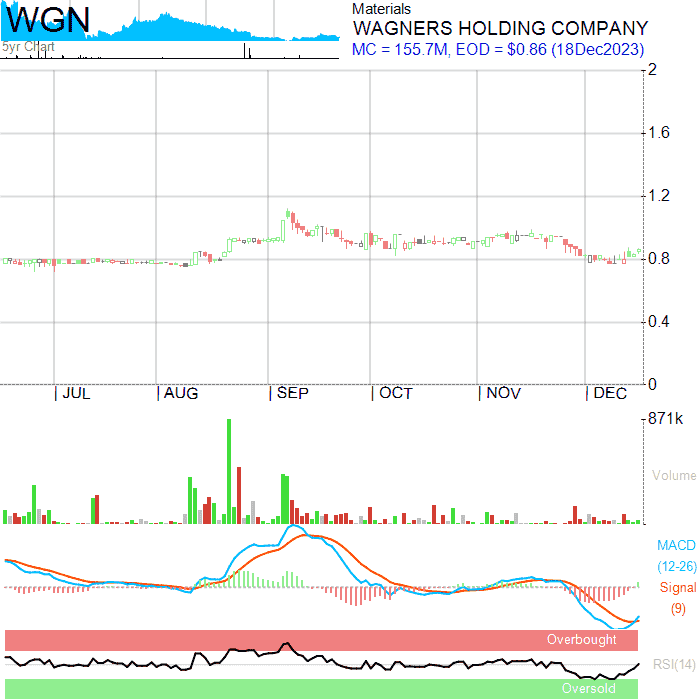 WGN
5yr Chart
Materials
WAGNERS HOLDING COMPANY
MC = 155.7M, EOD = $0.86 (18Dec2023)
2
1.6
1.2
0.8
0.4
0
JUL AUG SEP OCT NOV DEC
871k
Volume
MACD
(12-26)
Signal
(9)
Overbought
RSI(14)
Oversold